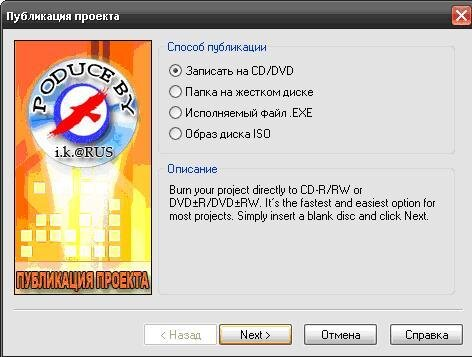 Публикация проекта
PODUCE BY
i.k.@RUS
ПУБЛИКАЦИЯ ПРОЕКТА
Способ публикации
Записать на CD/DVD
Папка на жестком диске
Исполняемый файл .EXE
Образ диска ISO
Описание
Burn your project directly to CD-R/RW or
DVD±R/DVD±RW. It's the fastest and easiest option for
most projects. Simply insert a blank disc and click Next.
< Назад
Next >
Отмена
Справка